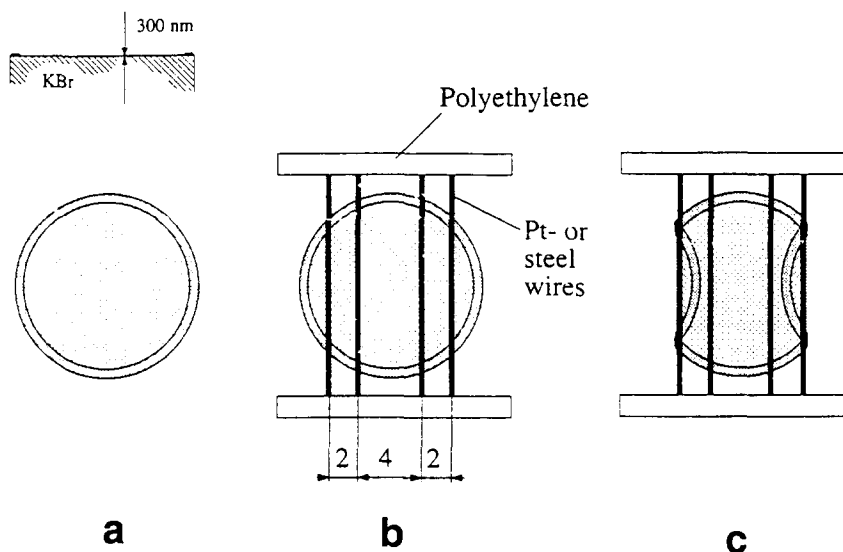 300 nm
KBr
Polyethylene
Pt- or
steel
wires
2 4 2
a b c